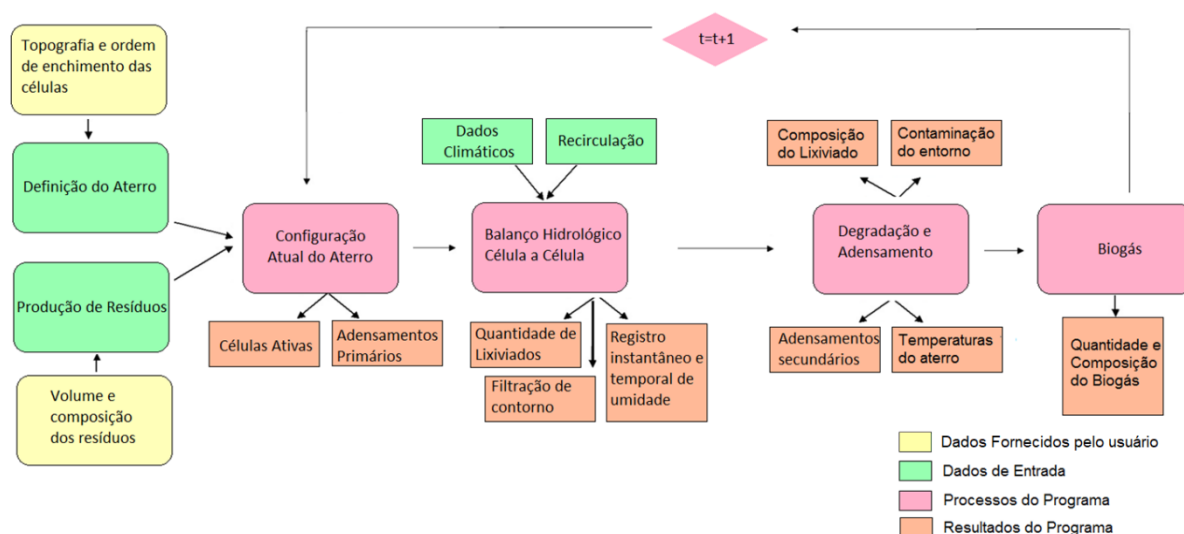 Topografia e ordem
de enchimento das
células
t=t+1
Definição do Aterro
Dados
Climáticos
Recirculação
Composição
do Lixiviado
Contaminação
do entorno
Configuração
Atual do Aterro
Balanço Hidrológico
Célula a Célula
Degradação e
Adensamento
Biogás
Produção de Resíduos
Células Ativas
Adensamentos
Primários
Quantidade de
Lixiviados
Filtração de
contorno
Registro
instantâneo e
temporal de
umidade
Adensamentos
secundários
Temperaturas
do aterro
Quantidade e
Composição
do Biogás
Volume e
composição
dos resíduos
Dados Fornecidos pelo usuário
Dados de Entrada
Processos do Programa
Resultados do Programa